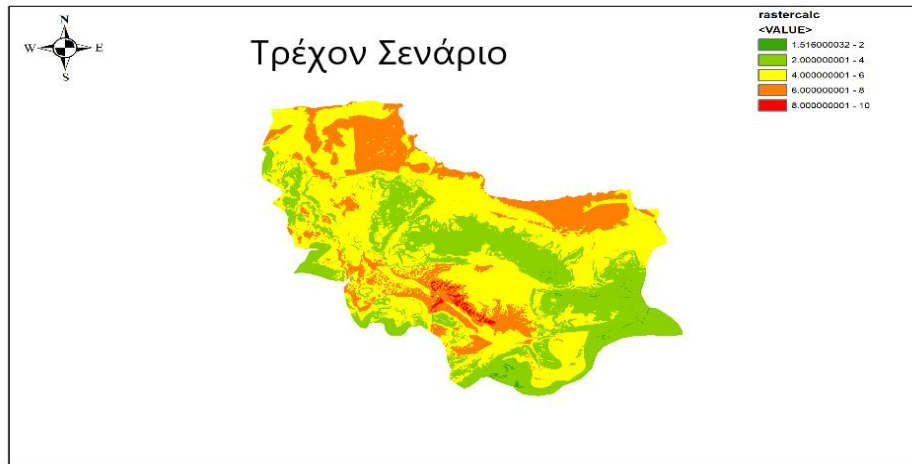 N
W E
S
Τρέχον Σενάριο
rastercalc
<VALUE>
1.516000032 - 2
2.000000001 - 4
4.000000001 - 6
6.000000001 - 8
8.000000001 - 10